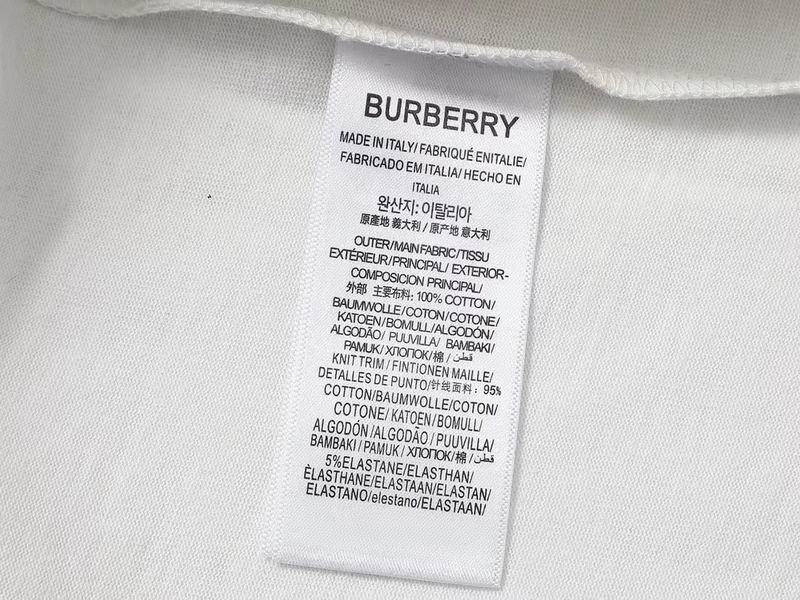 BURBERRY
MADE IN ITALY/ FABRIQUÉ ENITALIE/
FABRICADO EM ITALIA/ HECHO EN
ITALIA
완산지: 이탈리아
原產地 義大利 / 原产地 意大利
OUTER/MAIN FABRIC/TISSU
EXTÉRIEUR/PRINCIPAL/ EXTERIOR-
COMPOSICION PRINCIPAL/
外部 主要布料: 100% COTTON/
BAUMWOLLE/COTON/COTONE/
KATOEN/BOMULL/ALGODÓN/
ALGODÃO/ PUUVILLA/ BAMBAKI/
PAMUK/ХЛОПОК/棉/ قطن
KNIT TRIM / FINTIONEN MAILLE/
DETALLES DE PUNTO/针线面料: 95%
COTTON/BAUMWOLLE/COTON/
COTONE/ KATOEN/ BOMULL/
ALGODÓN /ALGODÃO / PUUVILLA/
BAMBAKI / PAMUK / ХЛОПОК/棉 / قطن
5%ELASTANE/ELASTHAN/
ÈLASTHANE/ELASTAAN/ELASTAN/
ELASTANO/elestano/ELASTAAN/